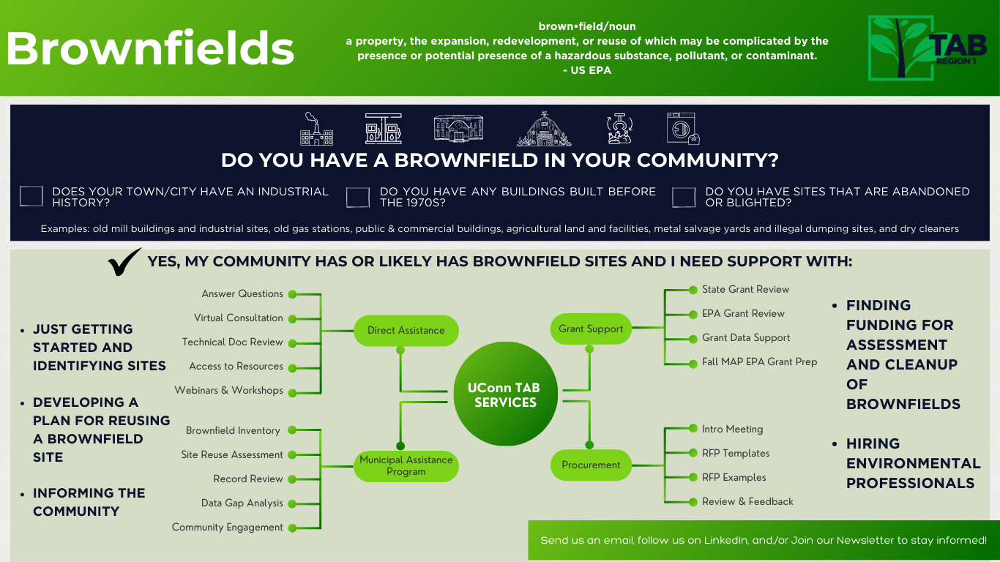 Brownfields
brown•field/noun
a property, the expansion, redevelopment, or reuse of which may be complicated by the
presence or potential presence of a hazardous substance, pollutant, or contaminant.
- US EPA
TAB
REGION 1
DO YOU HAVE A BROWNFIELD IN YOUR COMMUNITY?
DOES YOUR TOWN/CITY HAVE AN INDUSTRIAL
HISTORY?
DO YOU HAVE ANY BUILDINGS BUILT BEFORE
THE 1970S?
DO YOU HAVE SITES THAT ARE ABANDONED
OR BLIGHTED?
Examples: old mill buildings and industrial sites, old gas stations, public & commercial buildings, agricultural land and facilities, metal salvage yards and illegal dumping sites, and dry cleaners
YES, MY COMMUNITY HAS OR LIKELY HAS BROWNFIELD SITES AND I NEED SUPPORT WITH:
• JUST GETTING
STARTED AND
IDENTIFYING SITES
• DEVELOPING A
PLAN FOR REUSING
A BROWNFIELD
SITE
• INFORMING THE
COMMUNITY
Answer Questions
Virtual Consultation
Technical Doc Review
Access to Resources
Webinars & Workshops
Direct Assistance
Brownfield Inventory
Site Reuse Assessment
Record Review
Data Gap Analysis
Community Engagement
Municipal Assistance
Program
UConn TAB
SERVICES
Grant Support
State Grant Review
EPA Grant Review
Grant Data Support
Fall MAP EPA Grant Prep
Procurement
Intro Meeting
RFP Templates
RFP Examples
Review & Feedback
• FINDING
FUNDING FOR
ASSESSMENT
AND CLEANUP
OF
BROWNFIELDS
• HIRING
ENVIRONMENTAL
PROFESSIONALS
Send us an email, follow us on LinkedIn, and/or Join our Newsletter to stay informed!